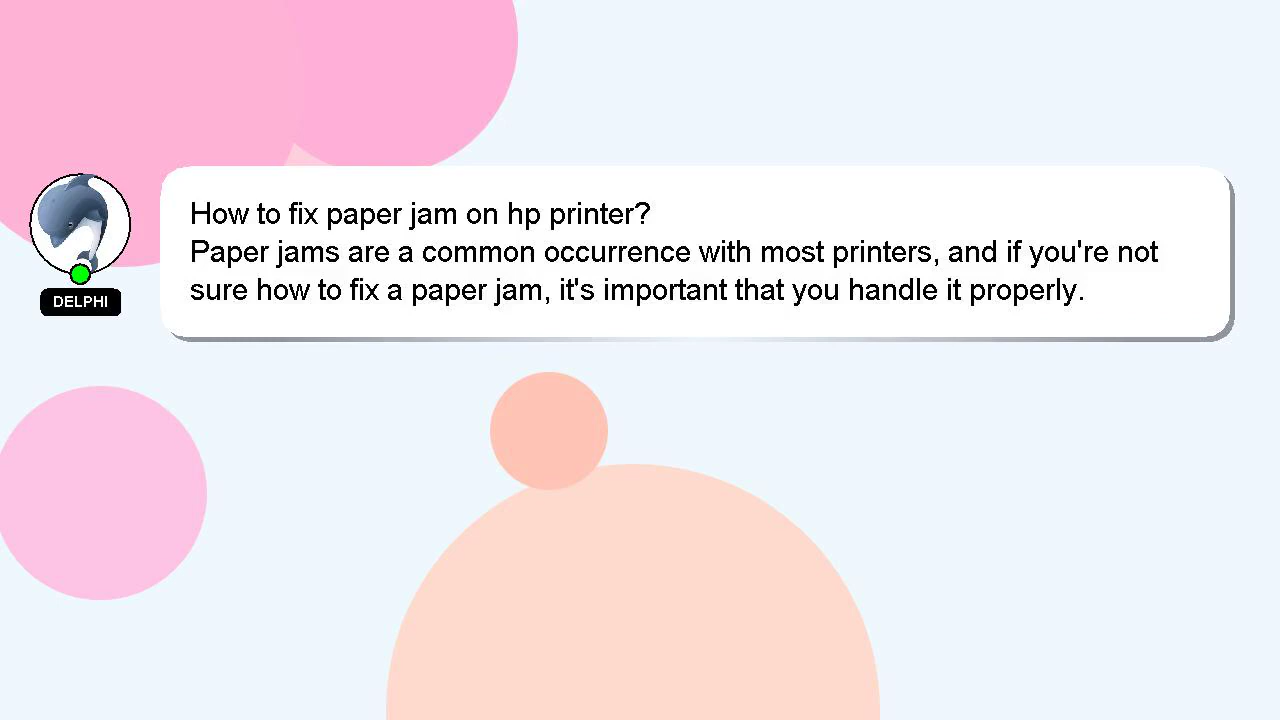 How to fix paper jam on hp printer?
Paper jams are a common occurrence with most printers, and if you're not
sure how to fix a paper jam, it's important that you handle it properly.
DELPHI